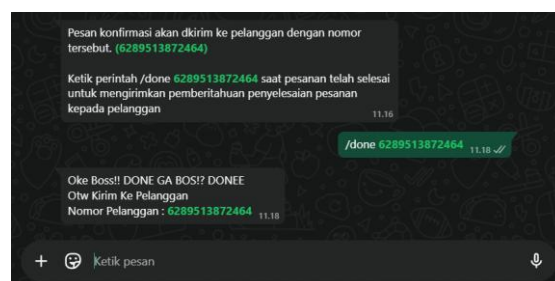 Pesan konfirmasi akan dkirim ke pelanggan dengan nomor
tersebut. (6289513872464)
Ketik perintah /done 6289513872464 saat pesanan telah selesai
untuk mengirimkan pemberitahuan penyelesaian pesanan
kepada pelanggan
11.16
/done 6289513872464 11.18
Oke Boss!! DONE GA BOS!? DONEE
Otw Kirim Ke Pelanggan
Nomor Pelanggan : 6289513872464 11.18
Ketik pesan